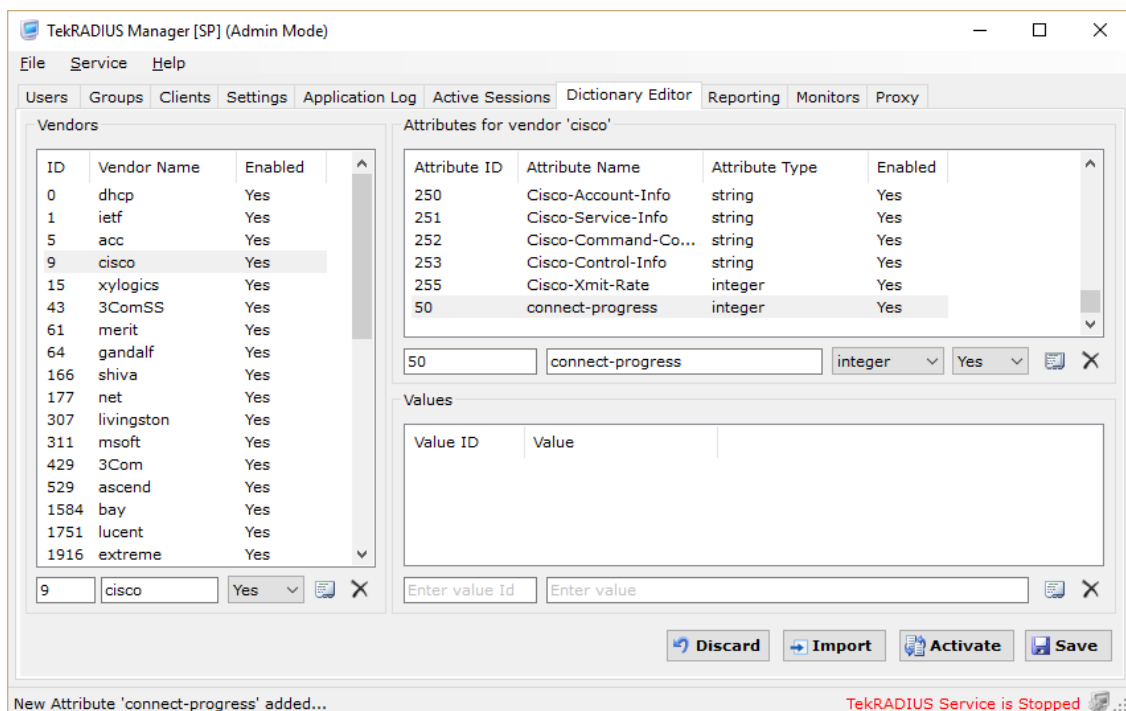 TekRADIUS Manager [SP] (Admin Mode)
File Service Help
Users Groups Clients Settings Application Log Active Sessions Dictionary Editor Reporting Monitors Proxy
Vendors
ID Vendor Name Enabled
0 dhcp Yes
1 ietf Yes
5 acc Yes
9 cisco Yes
15 xylogics Yes
43 3ComSS Yes
61 merit Yes
64 gandalf Yes
166 shiva Yes
177 net Yes
307 livingston Yes
311 msoft Yes
429 3Com Yes
529 ascend Yes
1584 bay Yes
1751 lucent Yes
1916 extreme Yes
9 cisco Yes
Attributes for vendor 'cisco'
Attribute ID Attribute Name Attribute Type Enabled
250 Cisco-Account-Info string Yes
251 Cisco-Service-Info string Yes
252 Cisco-Command-Co... string Yes
253 Cisco-Control-Info string Yes
255 Cisco-Xmit-Rate integer Yes
50 connect-progress integer Yes
50 connect-progress integer Yes
Values
Value ID Value
Enter value Id Enter value
Discard Import Activate Save
New Attribute 'connect-progress' added... TekRADIUS Service is Stopped